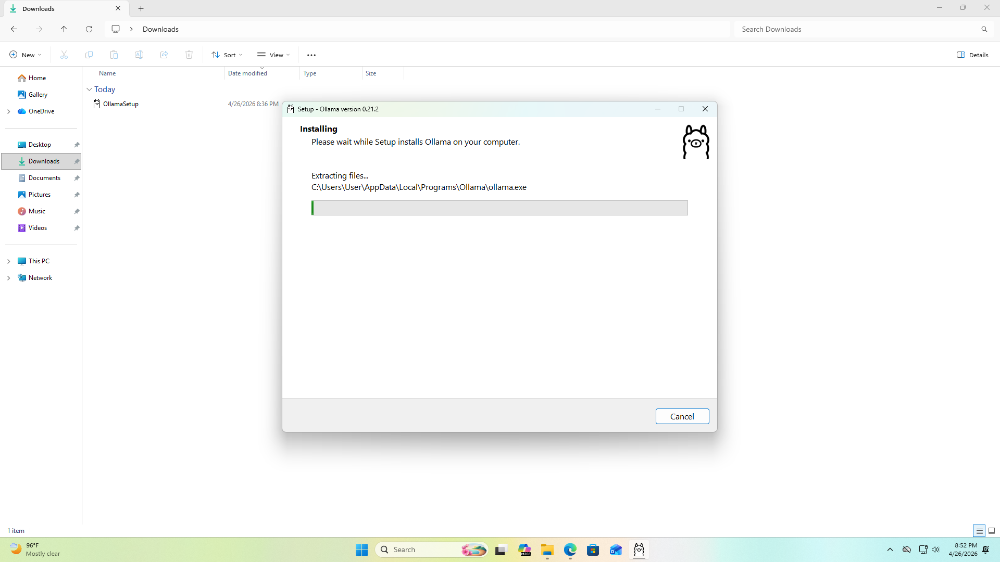 Downloads
Downloads
Search Downloads
New
Sort
View
Details
Name
Date modified
Type
Size
Home
Gallery
OneDrive
Desktop
Downloads
Documents
Pictures
Music
Videos
This PC
Network
Today
OllamaSetup
4/26/2026 8:36 PM
Setup - Ollama version 0.21.2
Installing
Please wait while Setup installs Ollama on your computer.
Extracting files...
C:\Users\User\AppData\Local\Programs\Ollama\ollama.exe
Cancel
1 item
96°F
Mostly clear
Search
M365
8:52 PM
4/26/2026